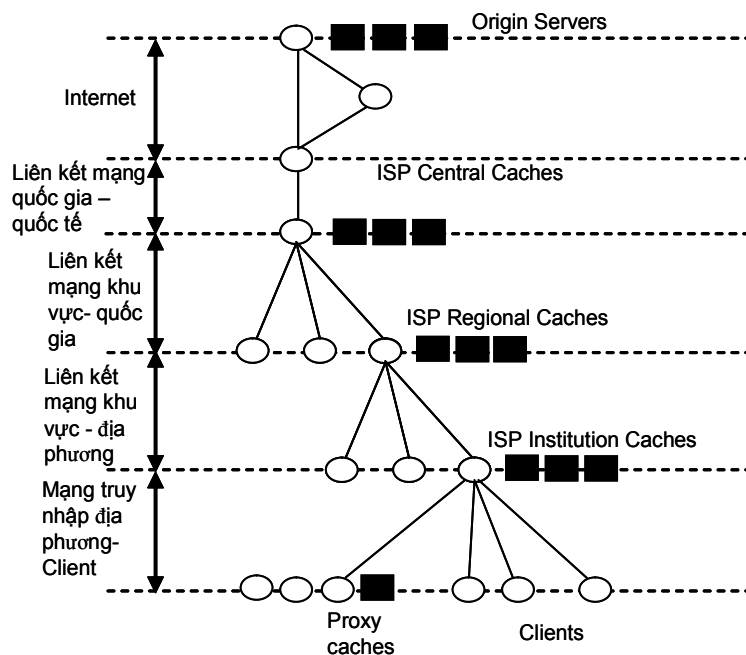 Origin Servers
Internet
Liên kết mạng
quốc gia –
quốc tế
ISP Central Caches
Liên kết
mạng khu
vực- quốc
gia
ISP Regional Caches
Liên kết
mạng khu
vực - địa
phương
ISP Institution Caches
Mạng truy
nhập địa
phương-
Client
Proxy
caches
Clients